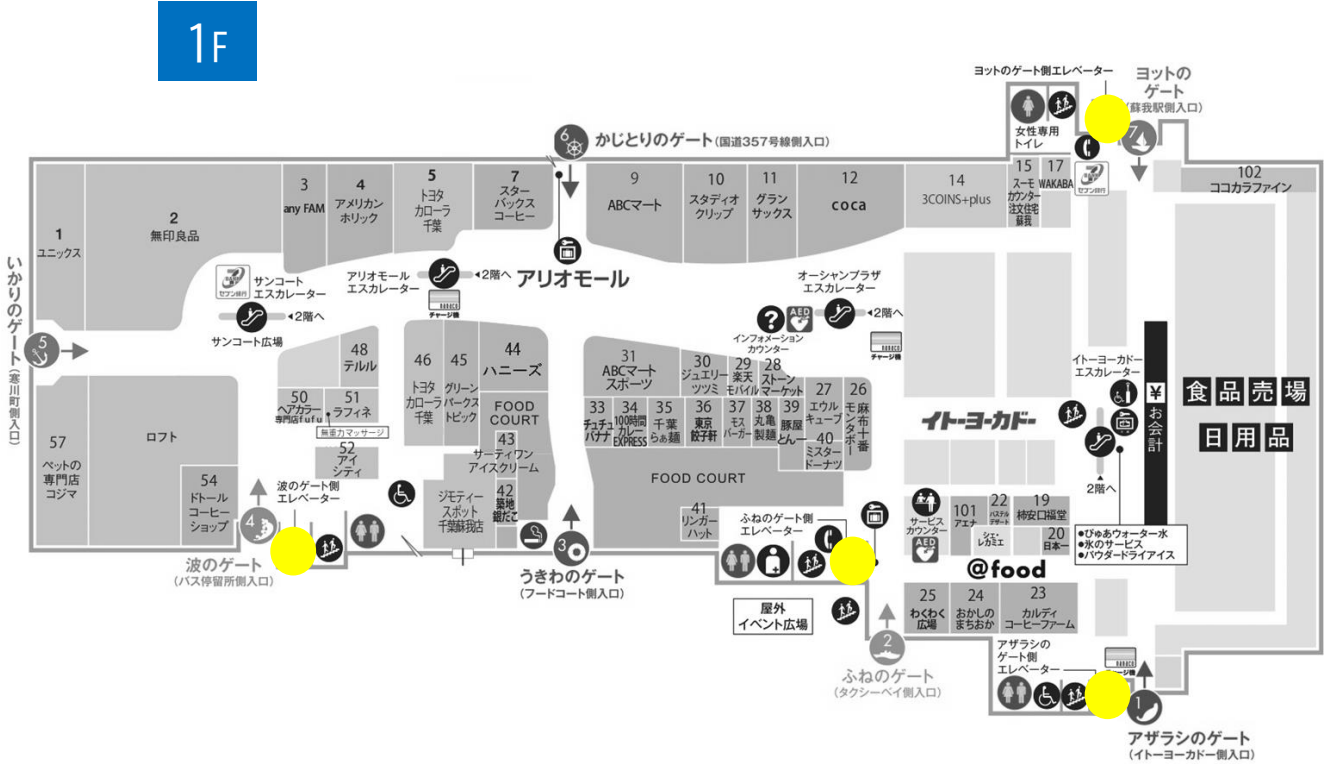 1F
ヨットのゲート側エレベーター
ヨットの
ゲート
(蘇我駅側入口)
7
女性専用
トイレ
セブン銀行
6
かじとりのゲート(国道357号線側入口)
1
ユニックス
2
無印良品
3
any FAM
4
アメリカン
ホリック
5
トヨタ
カローラ
千葉
7
スター
バックス
コーヒー
9
ABCマート
10
スタディオ
クリップ
11
グラン
サックス
12
coca
14
3COINS+plus
15
スーモ
カウンター
注文住宅
蘇我
17
WAKABA
102
ココカラファイン
いかりのゲート(寒川町側入口)
5
セブン銀行
サンコート
エスカレーター
◂2階へ
サンコート広場
アリオモール
エスカレーター
◂2階へ
nanaco
チャージ機
アリオモール
オーシャンプラザ
エスカレーター
◂2階へ
?
AED
インフォメーション
カウンター
nanaco
チャージ機
48
テルル
50
ヘアカラー
専門店fufu
51
ラフィネ
無重力マッサージ
52
アイ
シティ
46
トヨタ
カローラ
千葉
45
グリーン
パークス
トピック
44
ハニーズ
FOOD
COURT
43
サーティワン
アイスクリーム
42
築地
銀だこ
ジモティー
スポット
千葉蘇我店
31
ABCマート
スポーツ
30
ジュエリー
ツツミ
29
楽天
モバイル
28
ストーン
マーケット
27
エウル
キューブ
26
麻布十番
モンタボー
33
チュチュ
バナナ
34
100時間
カレー
EXPRESS
35
千葉
らぁ麺
36
東京
餃子軒
37
モス
バーガー
38
丸亀
製麺
39
豚屋
とん一
40
ミスター
ドーナツ
FOOD COURT
41
リンガー
ハット
イトーヨーカドー
イトーヨーカドー
エスカレーター
▴
2階へ
¥
お会計
食品売場
日用品
57
ペットの
専門店
コジマ
ロフト
54
ドトール
コーヒー
ショップ
波のゲート側
エレベーター
4
波のゲート
(バス停留所側入口)
3
うきわのゲート
(フードコート側入口)
ふねのゲート側
エレベーター
屋外
イベント広場
2
ふねのゲート
(タクシーベイ側入口)
サービス
カウンター
AED
101
アエナ
22
パステル
デザート
シェ・
レカミエ
19
柿安口福堂
20
日本一
●ぴゅあウォーター水
●氷のサービス
●パウダードライアイス
@food
25
わくわく
広場
24
おかしの
まちおか
23
カルディ
コーヒーファーム
アザラシの
ゲート側
エレベーター
nanaco
1
アザラシのゲート
(イトーヨーカドー側入口)